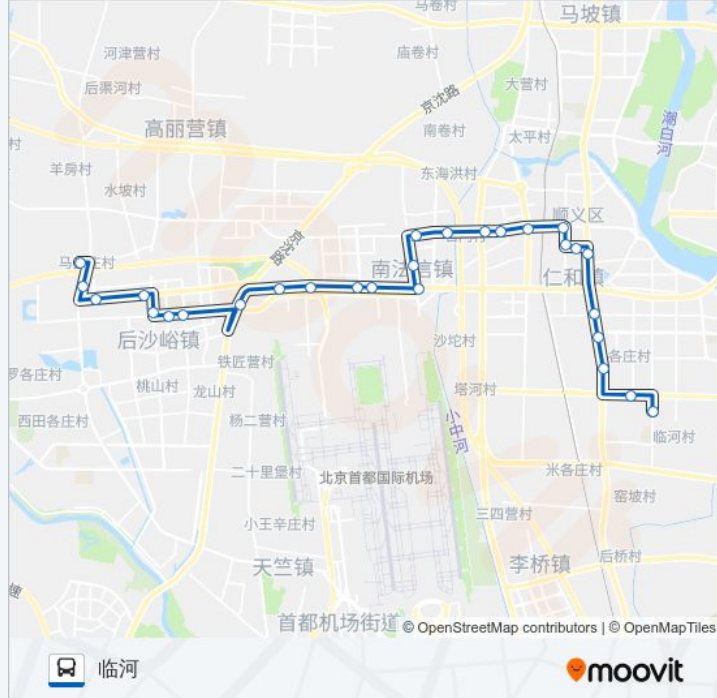 马卷村
马坡镇
河津营村
庙卷村
后渠河村
大营村
京沈路
潮白河
高丽营镇
南卷村
太平村
村
羊房村
东海洪村
水坡村
顺义区
京沈路
马
庄村
南法信镇
仁和镇
后沙峪镇
沙坨村
各庄村
铁匠营村
罗各庄村
桃山村
龙山村
塔河村
西田各庄村
杨二营村
小中河
临河村
二十里堡村
北京首都国际机场
米各庄村
窑坡村
小王辛庄村
三四营村
天竺镇
李桥镇
后桥村
首都机场街道
© OpenStreetMap contributors | © OpenMapTiles
临河
moovit